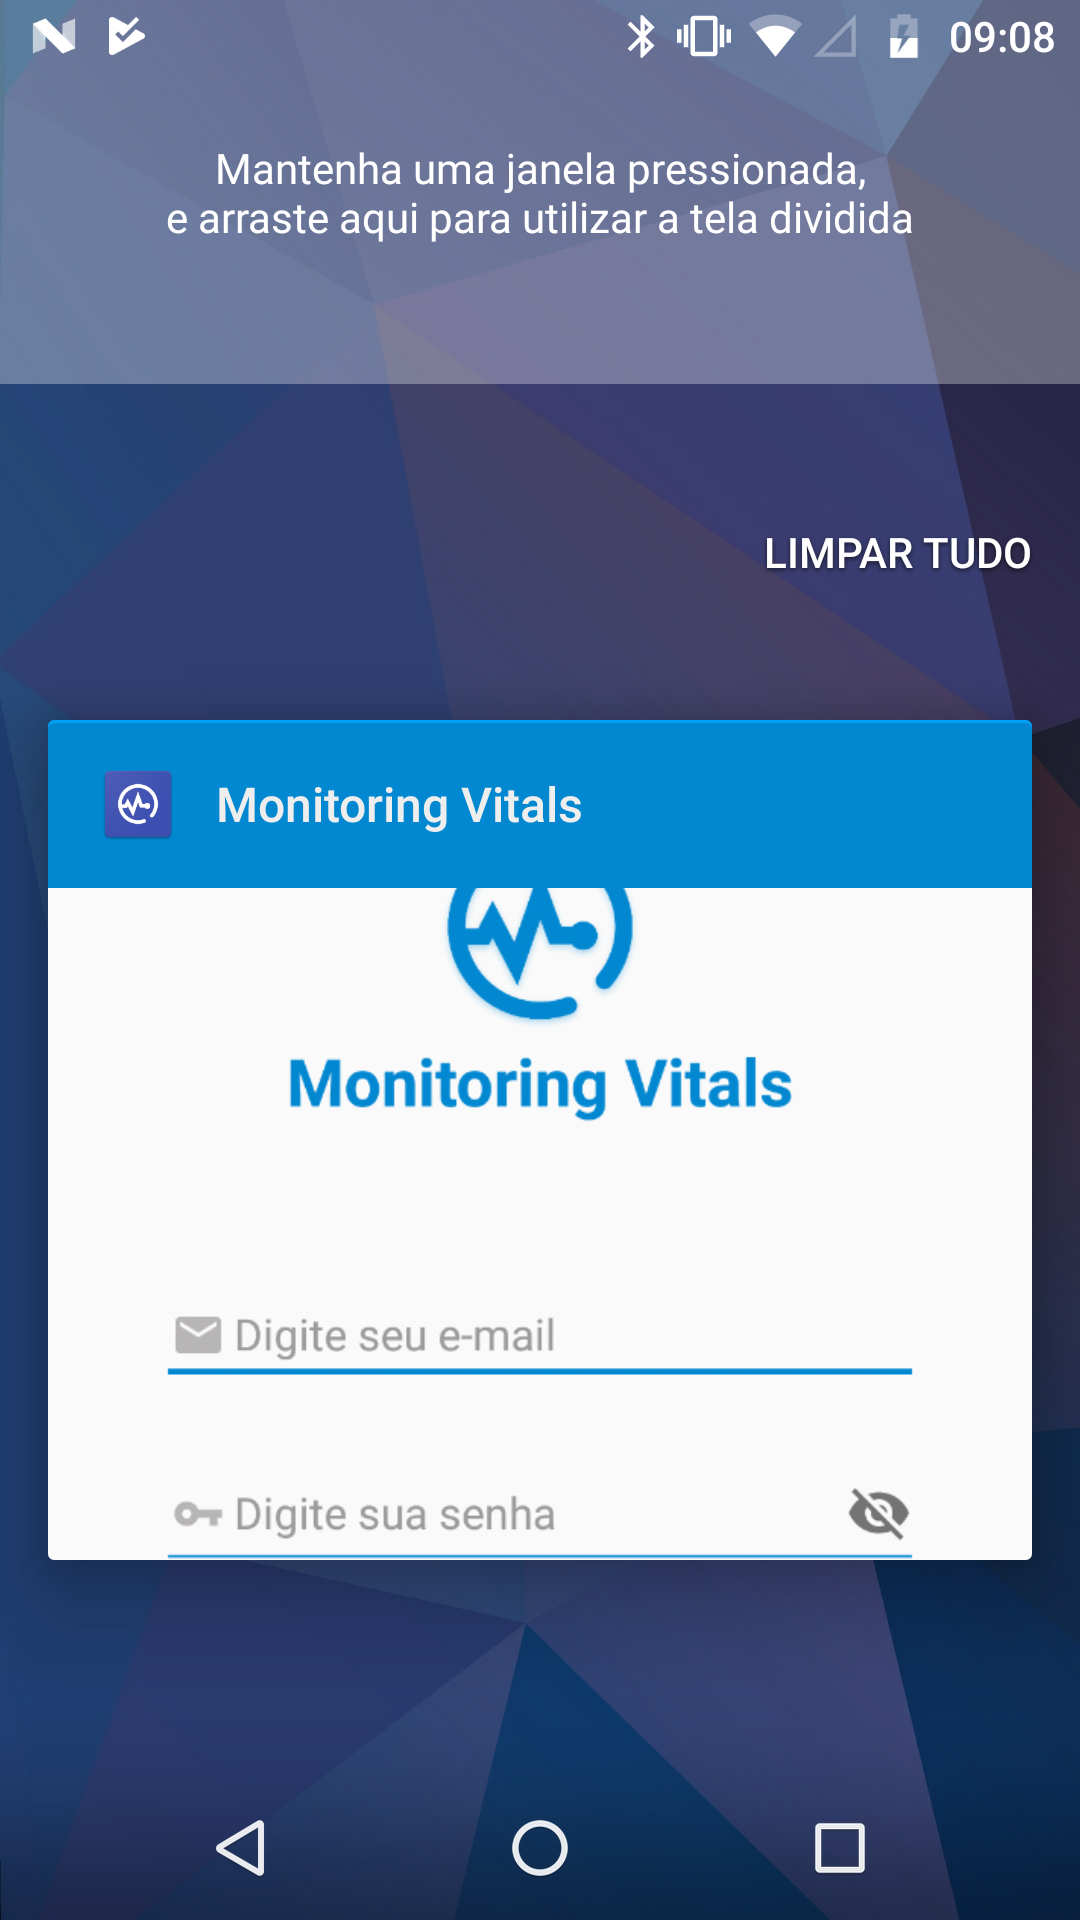 09:08
Mantenha uma janela pressionada,
e arraste aqui para utilizar a tela dividida
LIMPAR TUDO
Monitoring Vitals
Monitoring Vitals
Digite seu e-mail
Digite sua senha